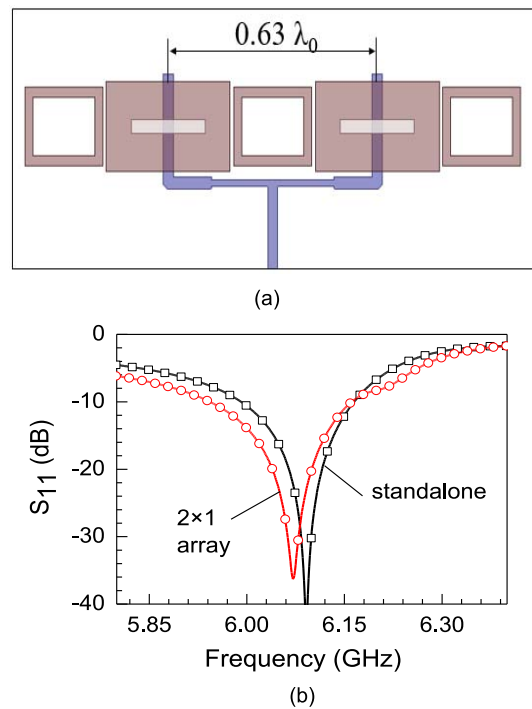 0.63 λ₀
(a)
0
-10
-20
-30
-40
S₁₁ (dB)
2×1
array
standalone
5.85
6.00
6.15
6.30
Frequency (GHz)
(b)